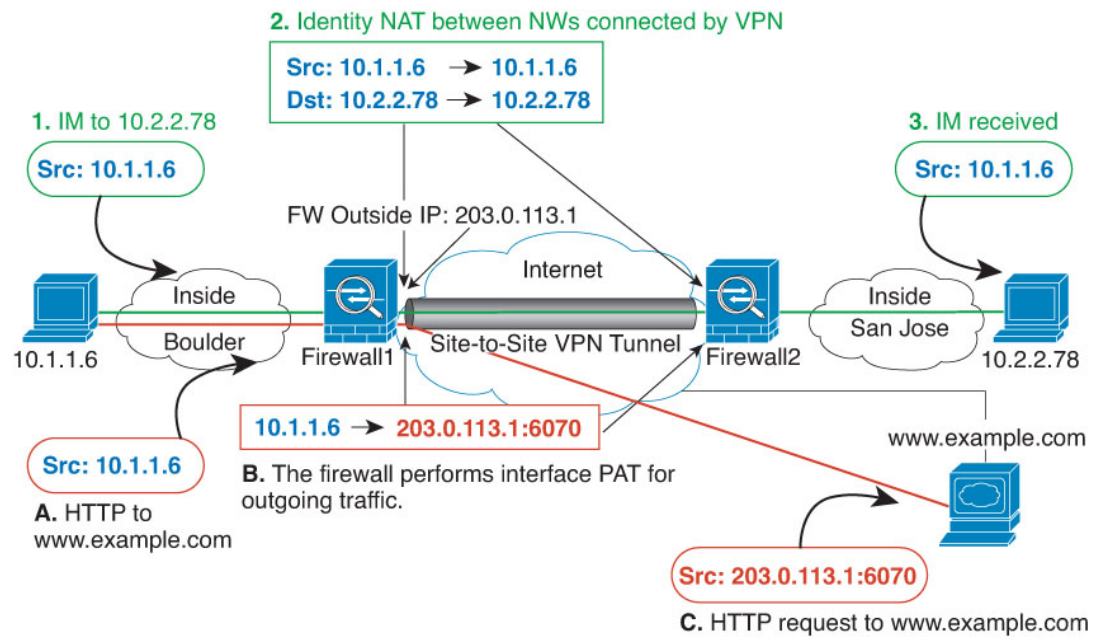 2. Identity NAT between NWs connected by VPN
Src: 10.1.1.6 → 10.1.1.6
Dst: 10.2.2.78 → 10.2.2.78
1. IM to 10.2.2.78
Src: 10.1.1.6
3. IM received
Src: 10.1.1.6
FW Outside IP: 203.0.113.1
Internet
Inside
Boulder
Inside
San Jose
10.1.1.6
Firewall1
Site-to-Site VPN Tunnel
Firewall2
10.2.2.78
10.1.1.6 → 203.0.113.1:6070
B. The firewall performs interface PAT for
outgoing traffic.
Src: 10.1.1.6
A. HTTP to
www.example.com
www.example.com
Src: 203.0.113.1:6070
C. HTTP request to www.example.com